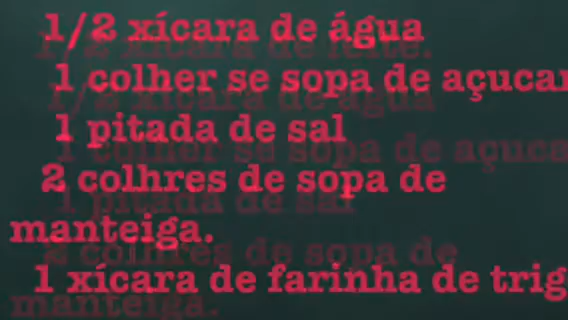 1/2 xícara de água
1 colher se sopa de açucar
1 pitada de sal
2 colhres de sopa de
manteiga.
1 xícara de farinha de trig